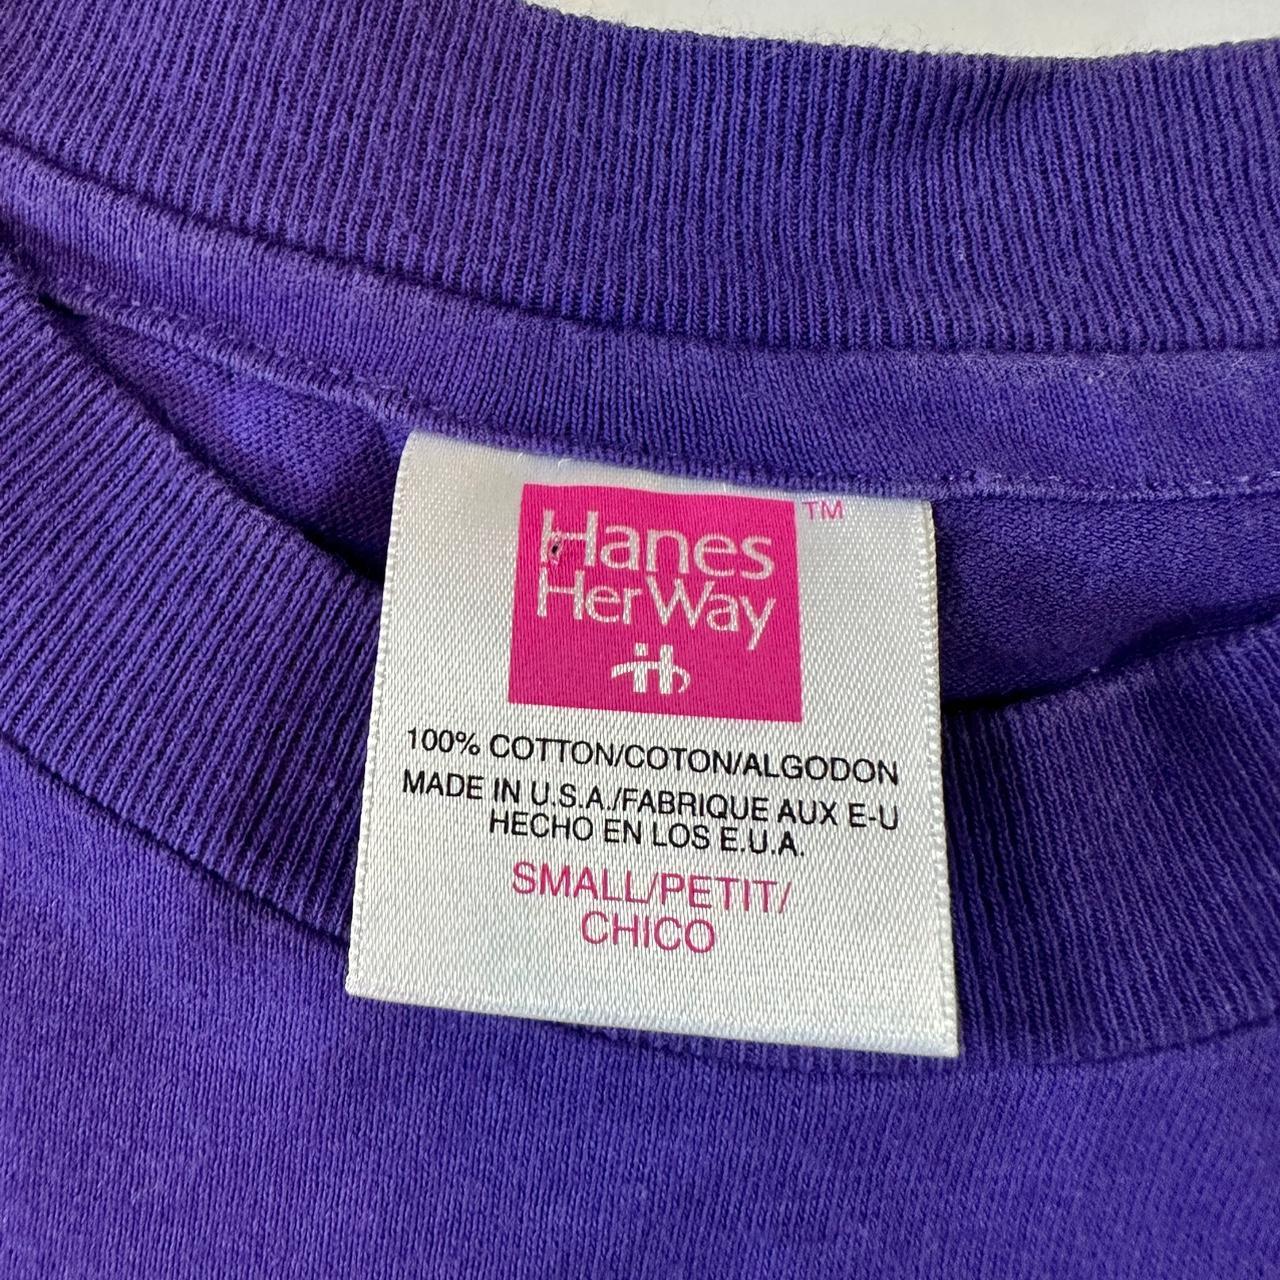 Hanes
HerWay
TM
100% COTTON/COTON/ALGODON
MADE IN U.S.A./FABRIQUE AUX E-U
HECHO EN LOS E.U.A.
SMALL/PETIT/
CHICO